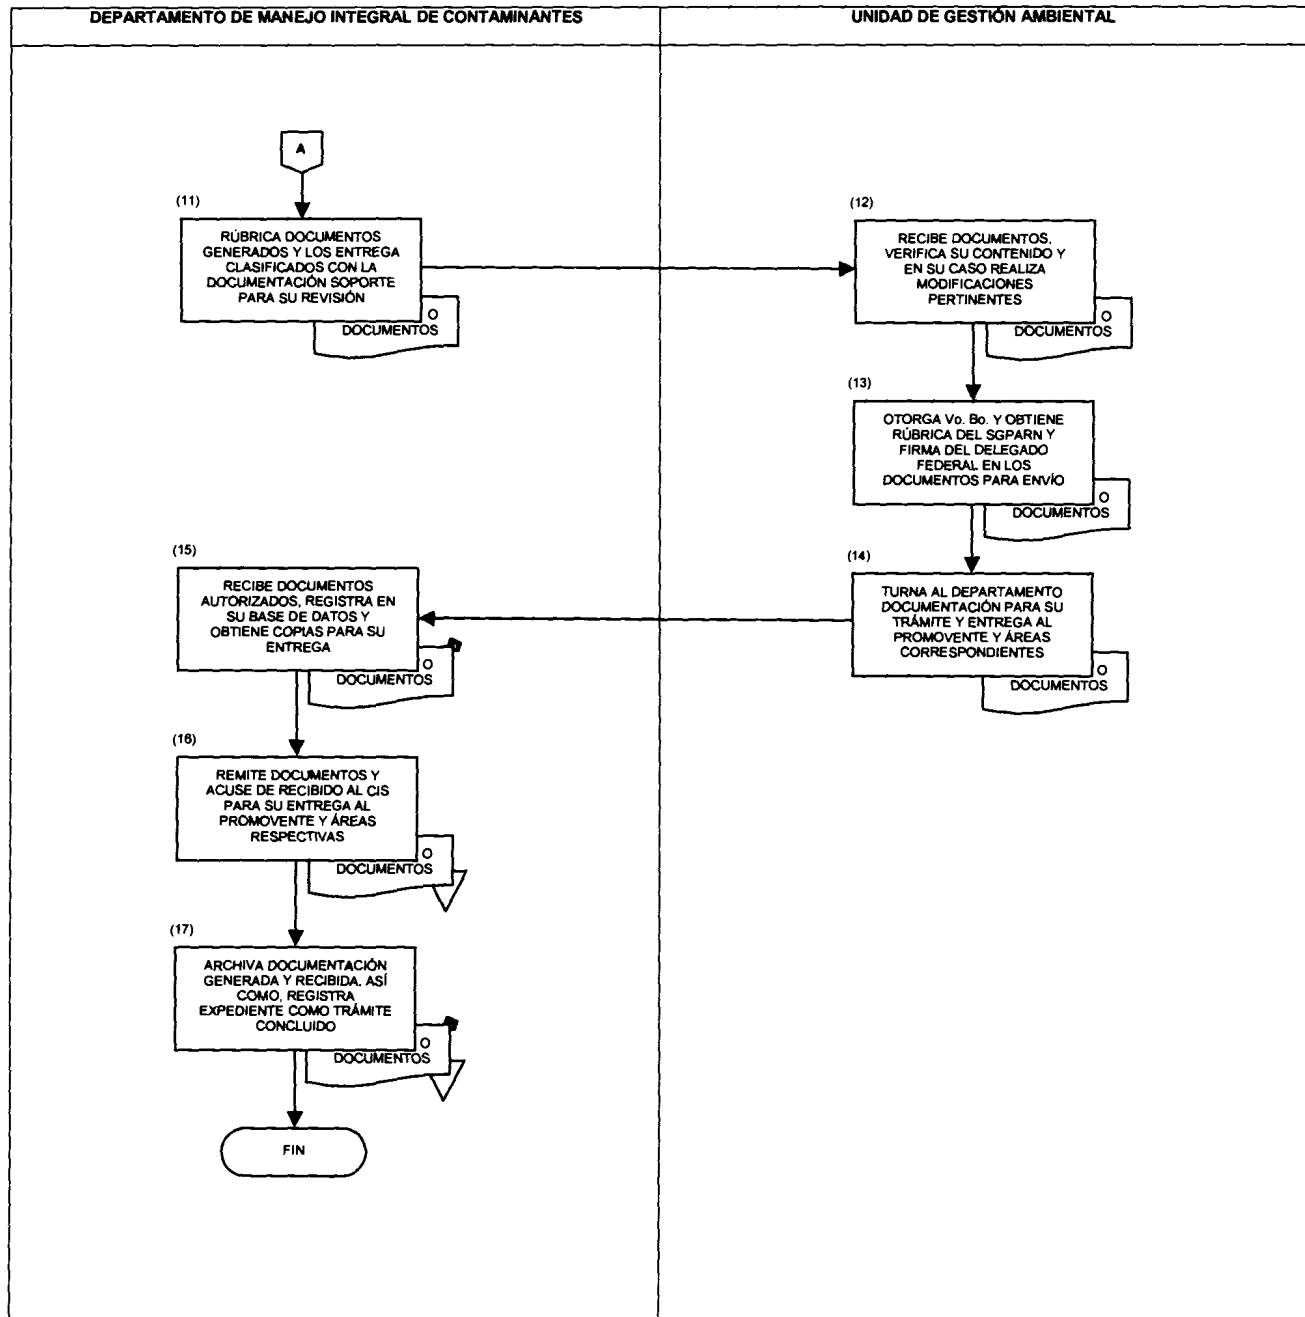 DEPARTAMENTO DE MANEJO INTEGRAL DE CONTAMINANTES
UNIDAD DE GESTIÓN AMBIENTAL
A
(11)
RÚBRICA DOCUMENTOS
GENERADOS Y LOS ENTREGA
CLASIFICADOS CON LA
DOCUMENTACIÓN SOPORTE
PARA SU REVISIÓN
O
DOCUMENTOS
(12)
RECIBE DOCUMENTOS,
VERIFICA SU CONTENIDO Y
EN SU CASO REALIZA
MODIFICACIONES
PERTINENTES
O
DOCUMENTOS
(13)
OTORGA Vo. Bo. Y OBTIENE
RÚBRICA DEL SGPARN Y
FIRMA DEL DELEGADO
FEDERAL EN LOS
DOCUMENTOS PARA ENVÍO
O
DOCUMENTOS
(14)
TURNA AL DEPARTAMENTO
DOCUMENTACIÓN PARA SU
TRÁMITE Y ENTREGA AL
PROMOVENTE Y ÁREAS
CORRESPONDIENTES
O
DOCUMENTOS
(15)
RECIBE DOCUMENTOS
AUTORIZADOS, REGISTRA EN
SU BASE DE DATOS Y
OBTIENE COPIAS PARA SU
ENTREGA
O
DOCUMENTOS
(16)
REMITE DOCUMENTOS Y
ACUSE DE RECIBIDO AL CIS
PARA SU ENTREGA AL
PROMOVENTE Y ÁREAS
RESPECTIVAS
O
DOCUMENTOS
(17)
ARCHIVA DOCUMENTACIÓN
GENERADA Y RECIBIDA, ASÍ
COMO, REGISTRA
EXPEDIENTE COMO TRÁMITE
CONCLUIDO
O
DOCUMENTOS
FIN